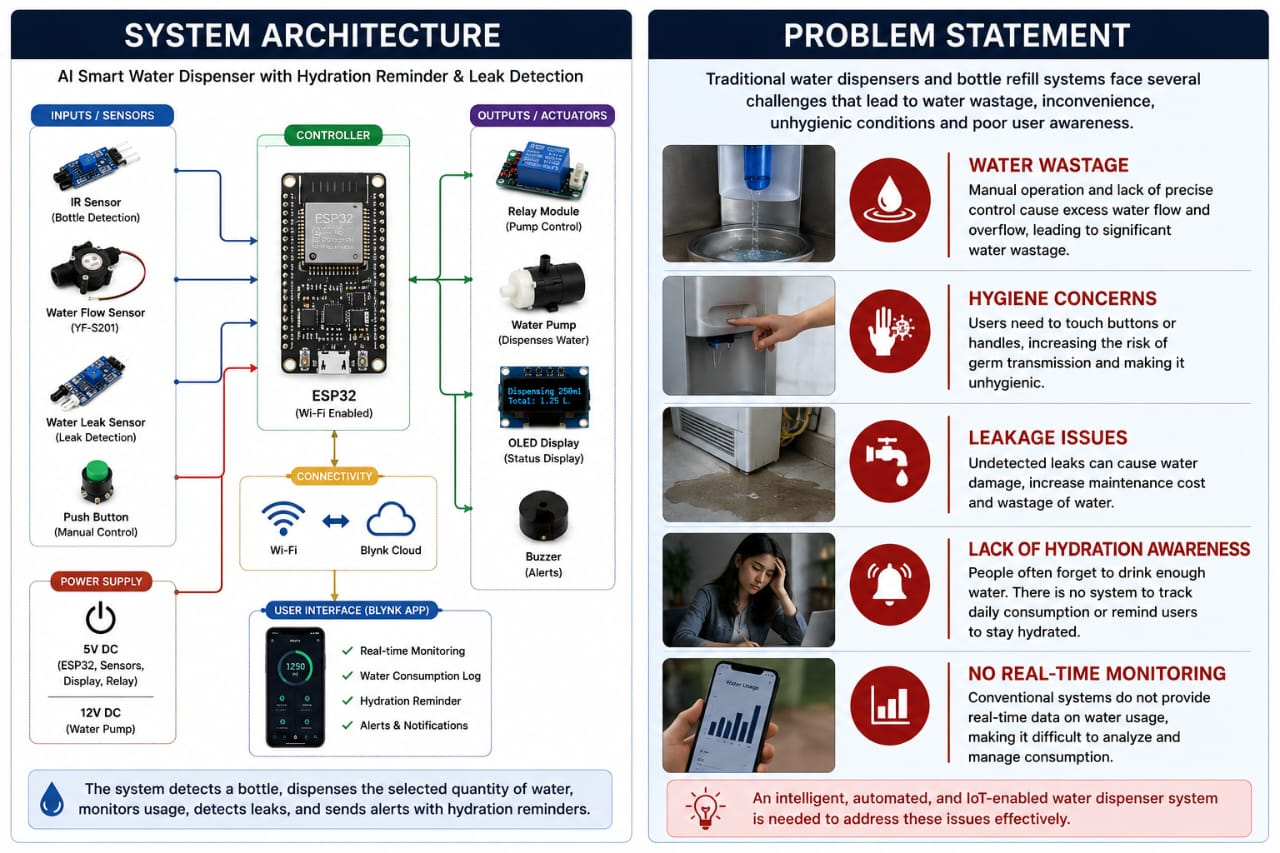 SYSTEM ARCHITECTURE
AI Smart Water Dispenser with Hydration Reminder & Leak Detection
INPUTS / SENSORS
IR Sensor
(Bottle Detection)
Water Flow Sensor
(YF-S201)
Water Leak Sensor
(Leak Detection)
Push Button
(Manual Control)
POWER SUPPLY
5V DC
(ESP32, Sensors,
Display, Relay)
12V DC
(Water Pump)
CONTROLLER
ESP32
ESP32
(Wi-Fi Enabled)
CONNECTIVITY
Wi-Fi
Blynk Cloud
USER INTERFACE (BLYNK APP)
1250
Real-time Monitoring
Water Consumption Log
Hydration Reminder
Alerts & Notifications
OUTPUTS / ACTUATORS
Relay Module
(Pump Control)
Water Pump
(Dispenses Water)
Dispensing 250ml
Total: 1.25 L
OLED Display
(Status Display)
Buzzer
(Alerts)
The system detects a bottle, dispenses the selected quantity of water,
monitors usage, detects leaks, and sends alerts with hydration reminders.
PROBLEM STATEMENT
Traditional water dispensers and bottle refill systems face several
challenges that lead to water wastage, inconvenience,
unhygienic conditions and poor user awareness.
WATER WASTAGE
Manual operation and lack of precise
control cause excess water flow and
overflow, leading to significant
water wastage.
HYGIENE CONCERNS
Users need to touch buttons or
handles, increasing the risk of
germ transmission and making it
unhygienic.
LEAKAGE ISSUES
Undetected leaks can cause water
damage, increase maintenance cost
and wastage of water.
LACK OF HYDRATION AWARENESS
People often forget to drink enough
water. There is no system to track
daily consumption or remind users
to stay hydrated.
Water Usage
NO REAL-TIME MONITORING
Conventional systems do not provide
real-time data on water usage,
making it difficult to analyze and
manage consumption.
An intelligent, automated, and IoT-enabled water dispenser system
is needed to address these issues effectively.